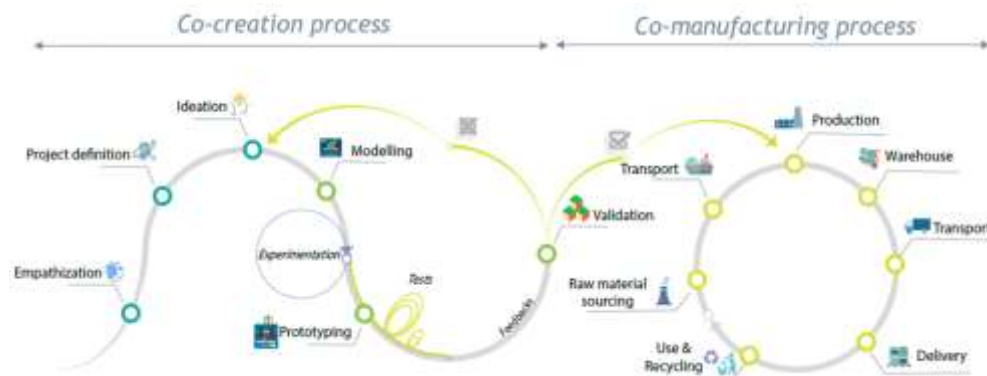 Co-creation process
Co-manufacturing process
Ideation
Production
Project definition
Modelling
Transport
Warehouse
Validation
Transport
Empathization
Experimentation
Tests
Raw material
sourcing
Prototyping
Feedbacks
Use &
Recycling
Delivery